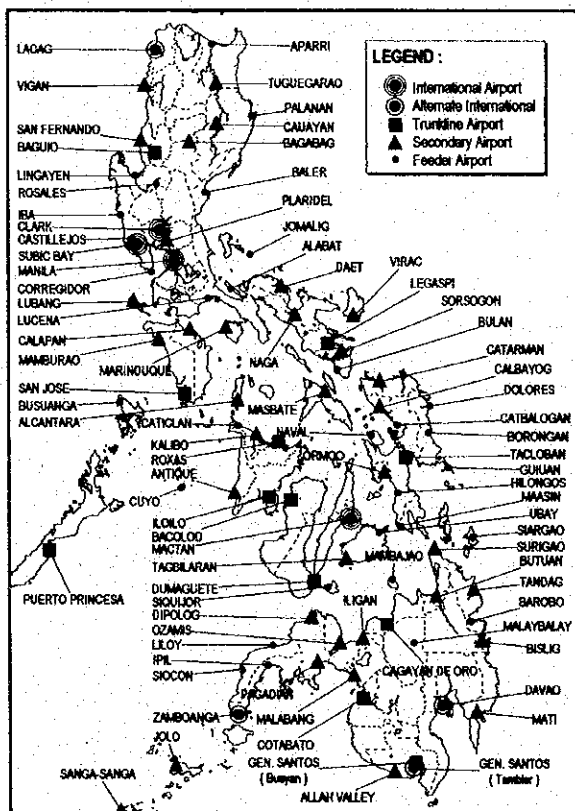 LAOAG
APARRI
VIGAN
TUGUEGARAO
PALANAN
SAN FERNANDO
CAUAYAN
BAGUIO
BAGABAG
LINGAYEN
BALER
ROSALES
PLARIDEL
IBA
CLARK
JOMALIG
CASTILLEJOS
ALABAT
SUBIC BAY
DAET
VIRAC
MANILA
LEGASPI
CORREGIDOR
SORSOGON
LUBANG
BULAN
LUCENA
CALAPAN
CATARMAN
MAMBURAO
NAGA
CALBAYOG
MARINDUQUE
DOLORES
SAN JOSE
BUSUANGA
MASBATE
CATBALOGAN
ALCANTARA
CATICLAN
NAVAL
BORONGAN
KALIBO
TACLOBAN
ROXAS
ORMOC
GUIUAN
ANTIQUE
HILONGOS
MAASIN
CUYO
UBAY
ILOILO
SIARGAO
BACOLOD
SURIGAO
MACTAN
MAMBAJAO
BUTUAN
TAGBILARAN
TANDAG
DUMAGUETE
BAROBO
PUERTO PRINCESA
SIQUIJOR
ILIGAN
MALAYBALAY
DIPOLOG
BISLIG
OZAMIS
LILOY
CAGAYAN DE ORO
IPIL
SIOCON
PAGADIAN
DAVAO
ZAMBOANGA
MALABANG
MATI
JOLO
COTABATO
SANGA-SANGA
GEN. SANTOS
( Buayan )
GEN. SANTOS
( Tambler )
ALLAH VALLEY
LEGEND :
International Airport
Alternate International
Trunkline Airport
Secondary Airport
Feeder Airport